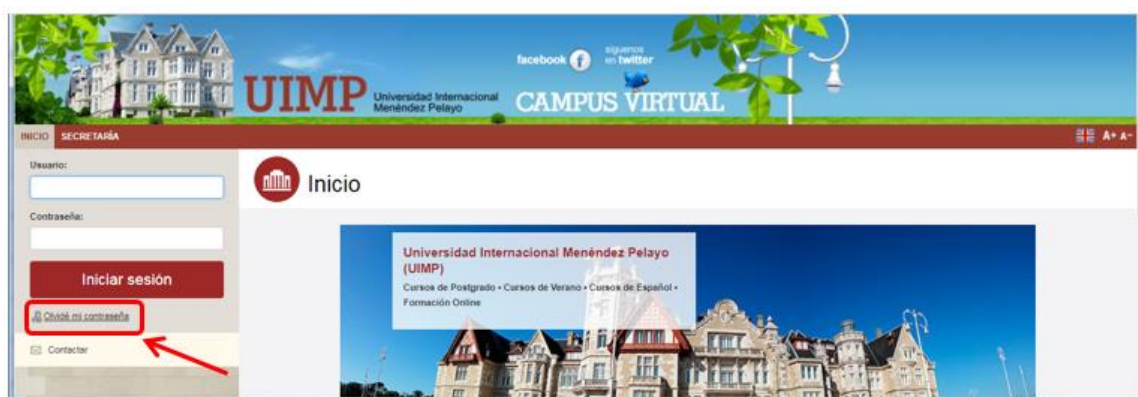 facebook f
síguenos
en twitter
UIMP
Universidad Internacional
Menéndez Pelayo
CAMPUS VIRTUAL
INICIO SECRETARÍA
A+ A-
Usuario:
Inicio
Contraseña:
Iniciar sesión
Olvidé mi contraseña
Contactar
Universidad Internacional Menéndez Pelayo
(UIMP)
Cursos de Postgrado • Cursos de Verano • Cursos de Español •
Formación Online